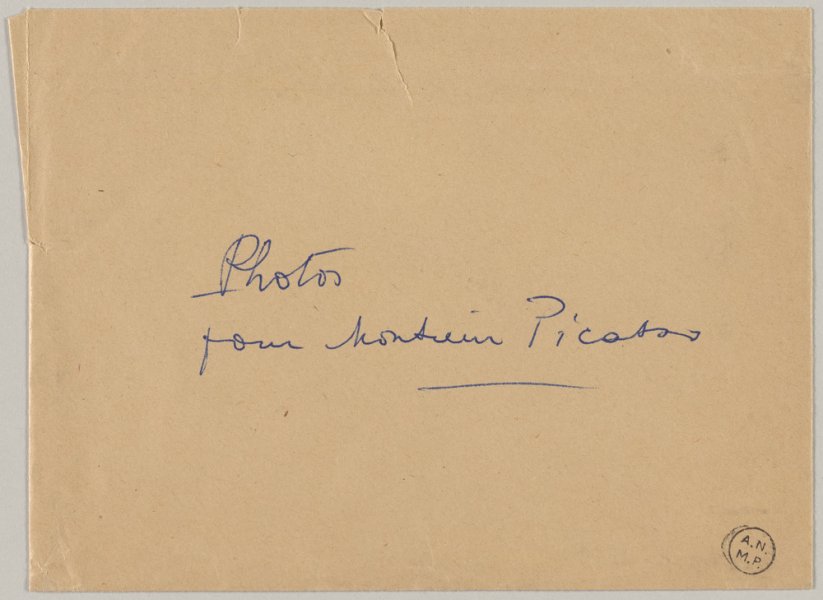 Photos
pour Monsieur Picasso
A.N.
M.P.